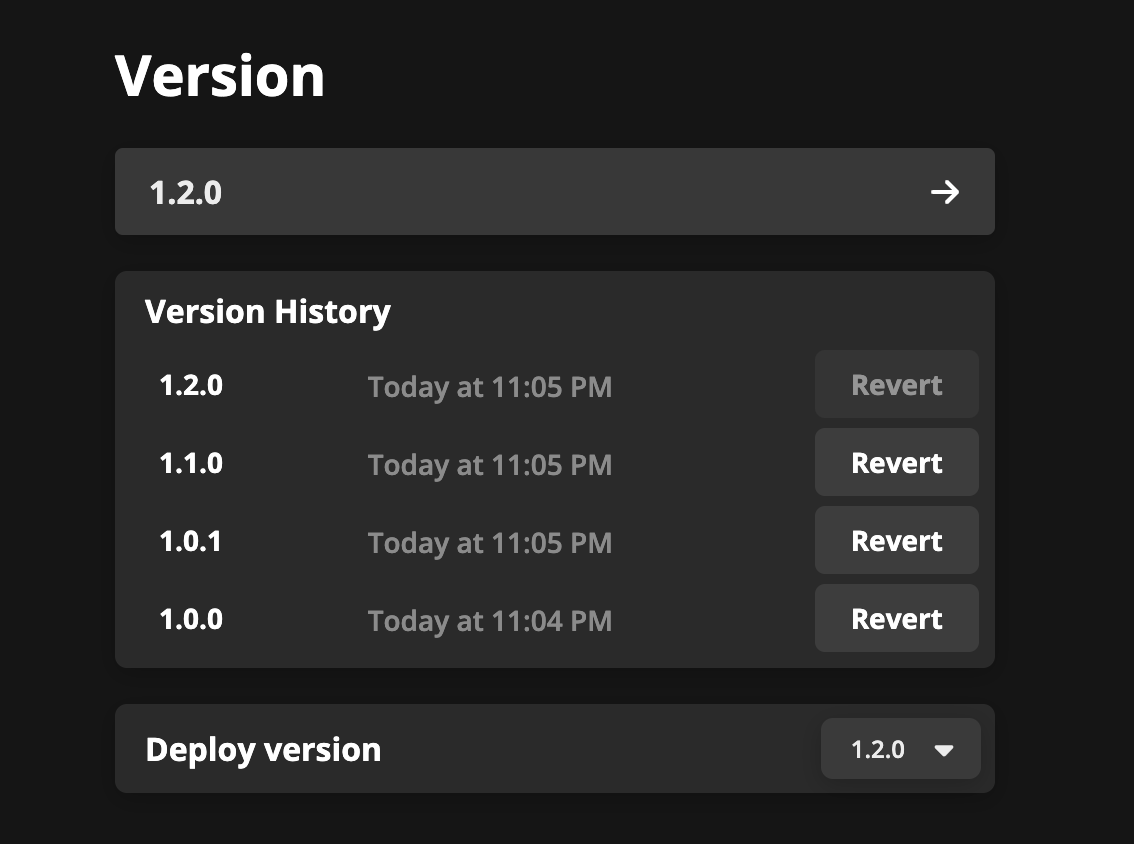 Version
1.2.0
Version History
1.2.0 Today at 11:05 PM Revert
1.1.0 Today at 11:05 PM Revert
1.0.1 Today at 11:05 PM Revert
1.0.0 Today at 11:04 PM Revert
Deploy version 1.2.0